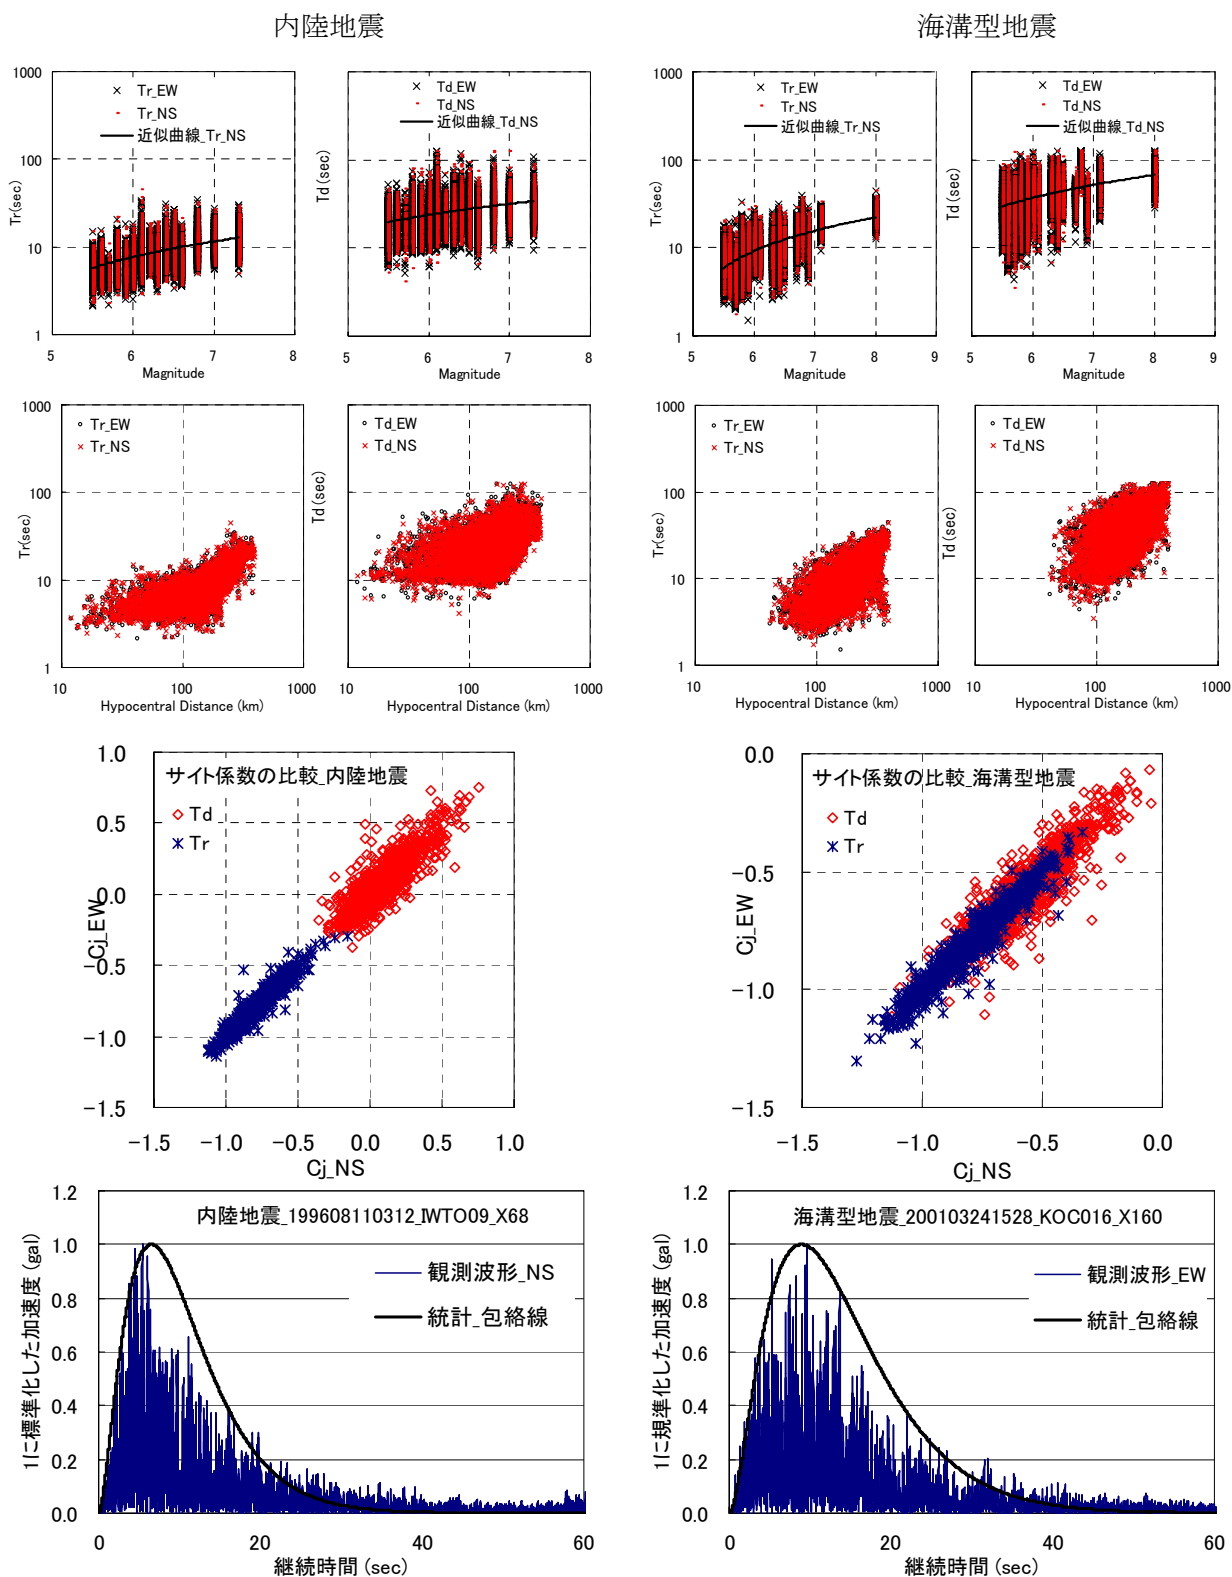 内陸地震
海溝型地震
1000
100
10
1
Tr(sec)
× Tr_EW
- Tr_NS
近似曲線_Tr_NS
5 6 7 8
Magnitude
Td(sec)
× Td_EW
- Td_NS
近似曲線_Td_NS
5 6 7 8
Magnitude
1000
100
10
1
Tr(sec)
× Tr_EW
- Tr_NS
近似曲線_Tr_NS
5 6 7 8 9
Magnitude
Td(sec)
× Td_EW
- Td_NS
近似曲線_Td_NS
5 6 7 8 9
Magnitude
1000
100
10
1
Tr(sec)
Tr_EW
× Tr_NS
10 100 1000
Hypocentral Distance (km)
Td(sec)
Td_EW
× Td_NS
10 100 1000
Hypocentral Distance (km)
1000
100
10
1
Tr(sec)
Tr_EW
× Tr_NS
10 100 1000
Hypocentral Distance (km)
Td(sec)
Td_EW
× Td_NS
10 100 1000
Hypocentral Distance (km)
1.0
0.5
0.0
-0.5
-1.0
-1.5
Cj_EW
サイト係数の比較_内陸地震
Td
Tr
-1.5 -1.0 -0.5 0.0 0.5 1.0
Cj_NS
0.0
-0.5
-1.0
-1.5
Cj_EW
サイト係数の比較_海溝型地震
Td
Tr
-1.5 -1.0 -0.5 0.0
Cj_NS
1.2
1.0
0.8
0.6
0.4
0.2
0.0
1に標準化した加速度(gal)
内陸地震_199608110312_IWT009_X68
観測波形_NS
統計_包絡線
0 20 40 60
継続時間(sec)
1.2
1.0
0.8
0.6
0.4
0.2
0.0
1に規準化した加速度(gal)
海溝型地震_200103241528_KOC016_X160
観測波形_EW
統計_包絡線
0 20 40 60
継続時間(sec)